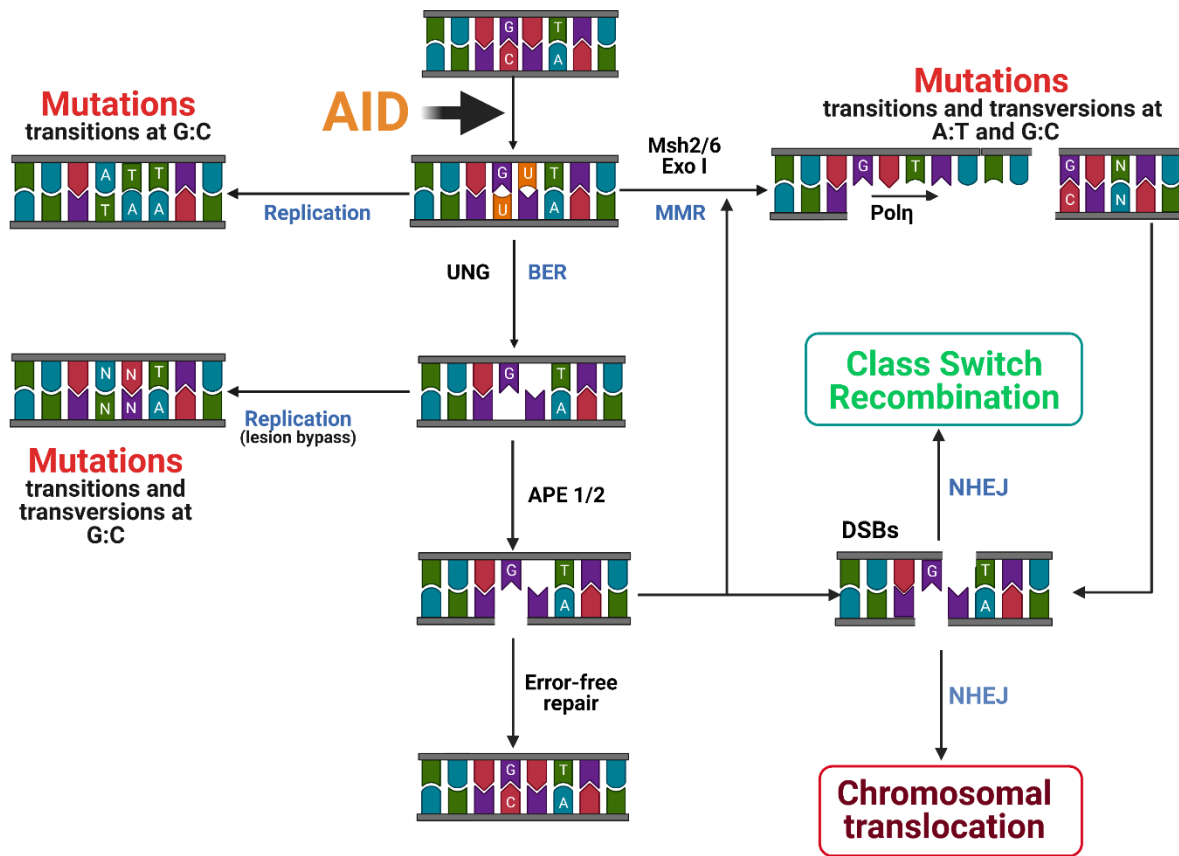 G T
C A
AID
Mutations
transitions at G:C
A T T
T A A
Replication
G U T
U A
Msh2/6
Exo I
MMR
Mutations
transitions and transversions at
A:T and G:C
G T A
Polη
G N
C N
UNG
BER
N N T
N N A
Replication
(lesion bypass)
Mutations
transitions and
transversions at
G:C
G T
A
APE 1/2
G T
A
Error-free
repair
G T
C A
Class Switch
Recombination
NHEJ
DSBs
G T
A
NHEJ
Chromosomal
translocation